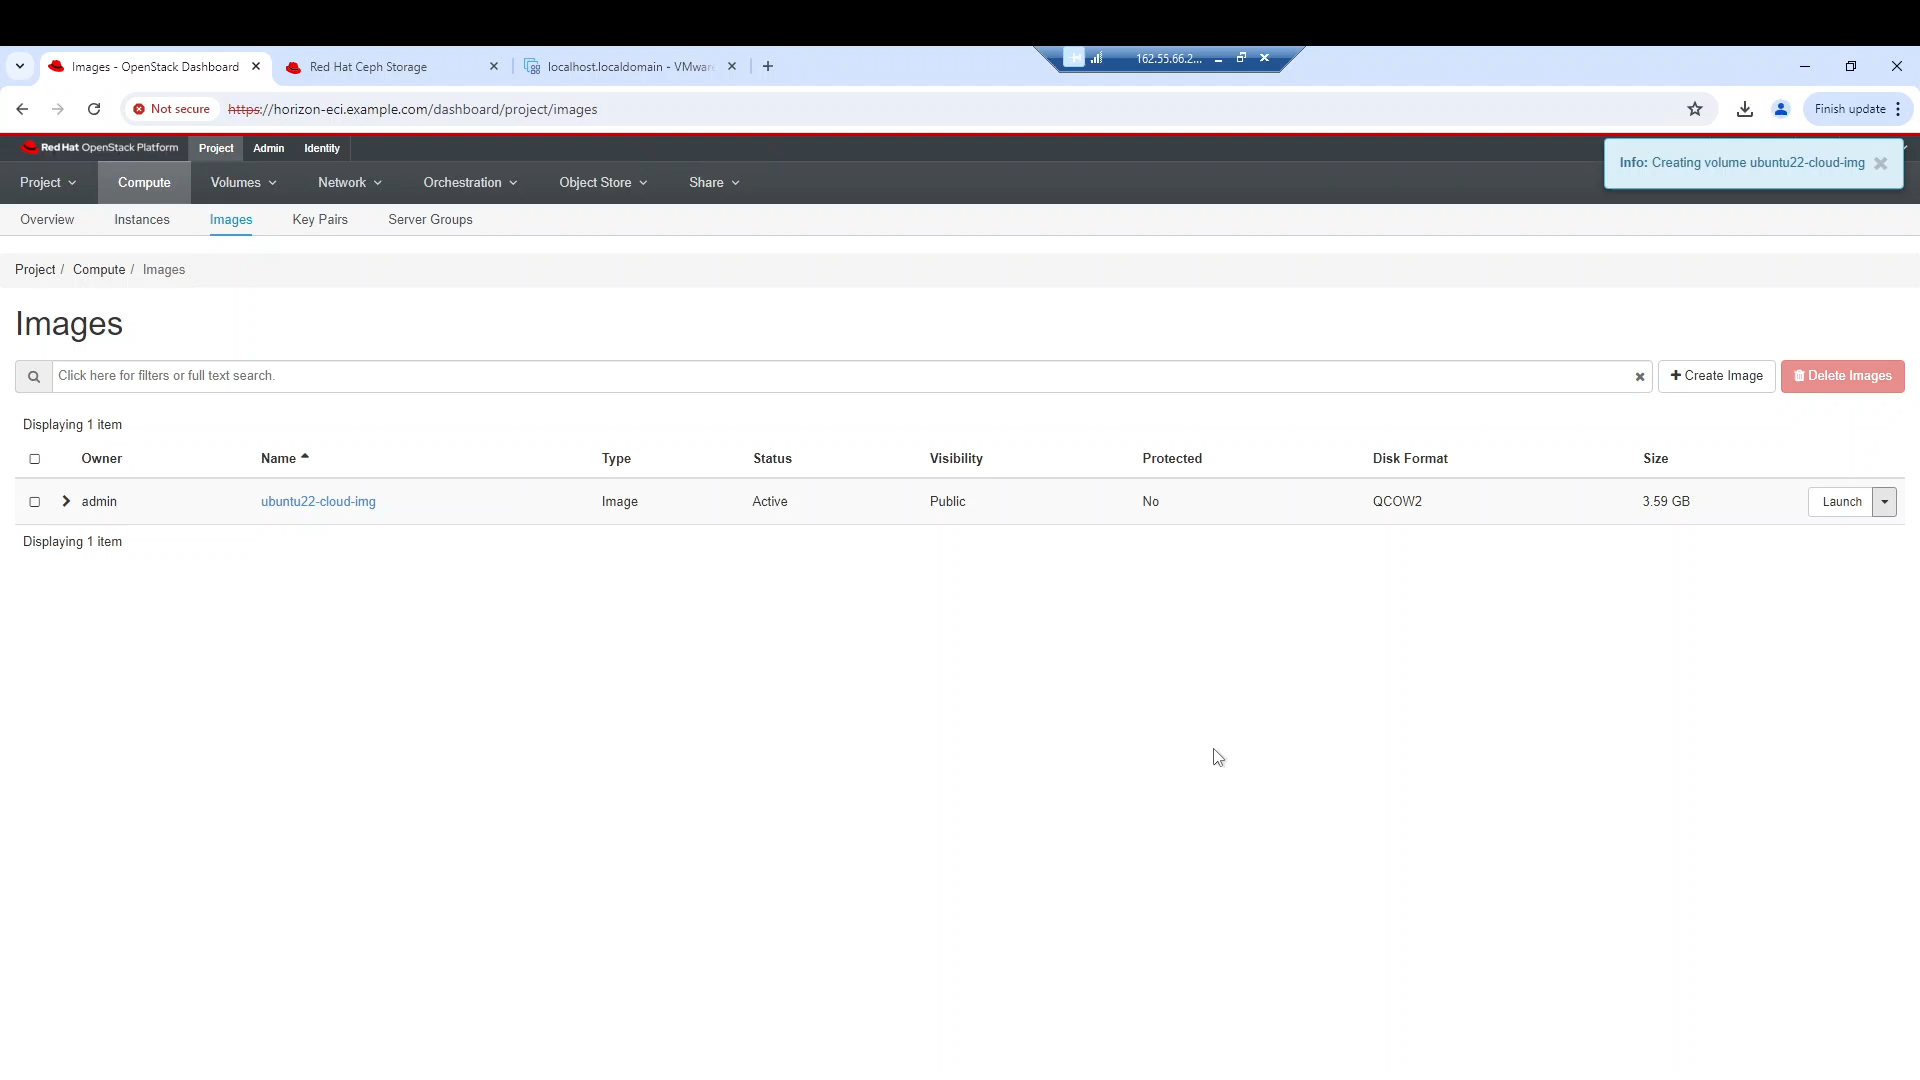 Images - OpenStack Dashboard
Red Hat Ceph Storage
localhost.localdomain - VMwar
162.55.66.2...
Not secure
https://horizon-eci.example.com/dashboard/project/images
Finish update
Red Hat OpenStack Platform
Project
Admin
Identity
Info: Creating volume ubuntu22-cloud-img
Project
Compute
Volumes
Network
Orchestration
Object Store
Share
Overview
Instances
Images
Key Pairs
Server Groups
Project / Compute / Images
Images
Click here for filters or full text search.
Create Image
Delete Images
Displaying 1 item
Owner Name Type Status Visibility Protected Disk Format Size
admin ubuntu22-cloud-img Image Active Public No QCOW2 3.59 GB Launch
Displaying 1 item